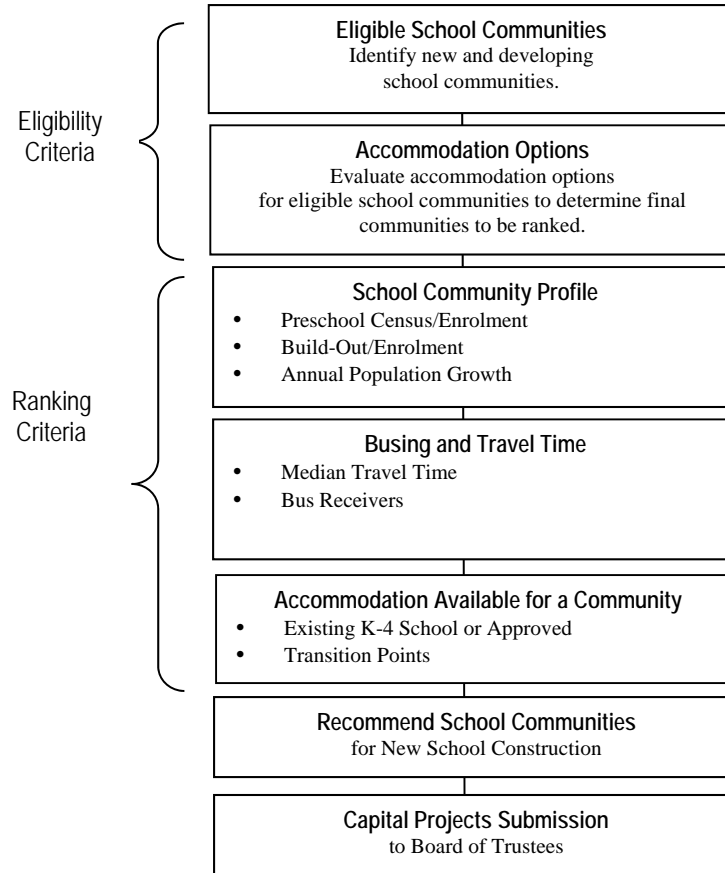 Eligible School Communities
Identify new and developing
school communities.
Eligibility
Criteria
Accommodation Options
Evaluate accommodation options
for eligible school communities to determine final
communities to be ranked.
School Community Profile
• Preschool Census/Enrolment
• Build-Out/Enrolment
• Annual Population Growth
Ranking
Criteria
Busing and Travel Time
• Median Travel Time
• Bus Receivers
Accommodation Available for a Community
• Existing K-4 School or Approved
• Transition Points
Recommend School Communities
for New School Construction
Capital Projects Submission
to Board of Trustees